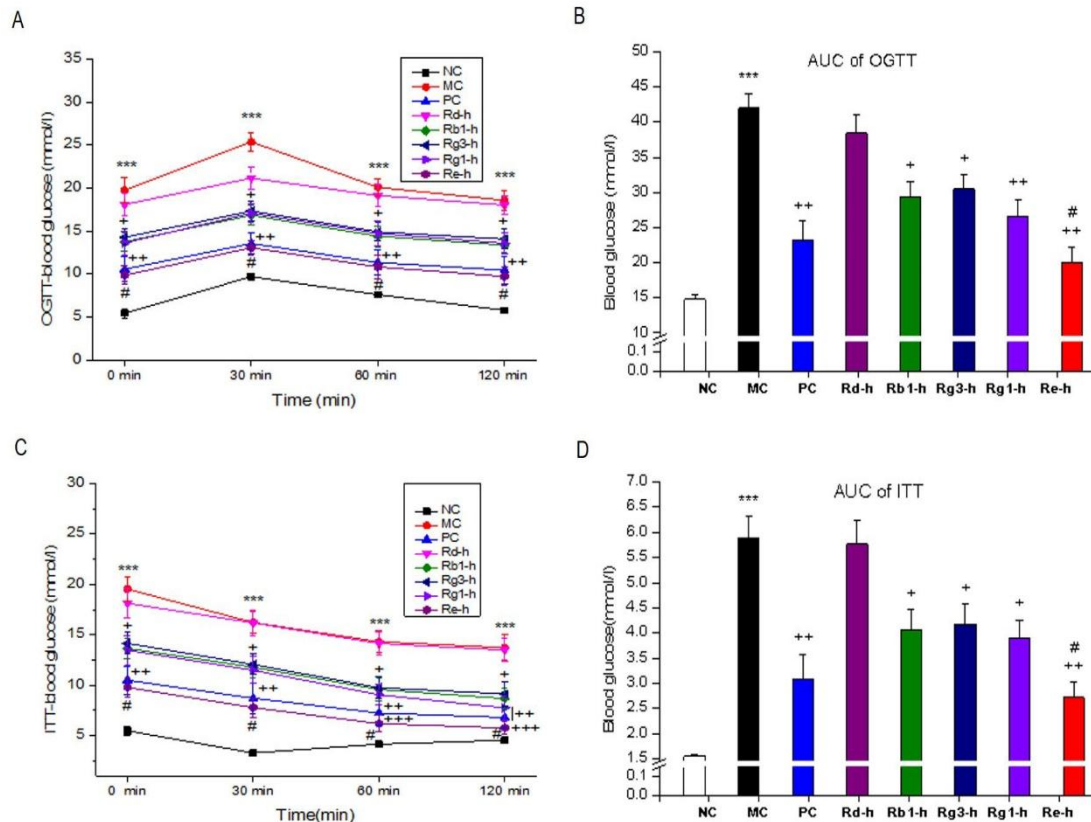 A
OGTT-blood glucose (mmol/l)
35
30
25
20
15
10
5
0
*** *** *** ***
+ + + +
++ ++ ++ ++
# # # #
NC
MC
PC
Rd-h
Rb1-h
Rg3-h
Rg1-h
Re-h
0 min 30 min 60 min 120 min
Time (min)
B
AUC of OGTT
Blood glucose (mmol/l)
50
45
40
35
30
25
20
15
10
0.1
0.0
***
++
+
+
++
#
++
NC MC PC Rd-h Rb1-h Rg3-h Rg1-h Re-h
C
ITT-blood glucose (mmol/l)
30
25
20
15
10
5
*** *** *** ***
+ + + +
++ ++ ++ ++
+++ +++
# # # #
NC
MC
PC
Rd-h
Rb1-h
Rg3-h
Rg1-h
Re-h
0 min 30 min 60 min 120 min
Time(min)
D
AUC of ITT
Blood glucose(mmol/l)
7.0
6.5
6.0
5.5
5.0
4.5
4.0
3.5
3.0
2.5
2.0
1.5
0.1
0.0
***
++
+
+
+
#
++
NC MC PC Rd-h Rb1-h Rg3-h Rg1-h Re-h